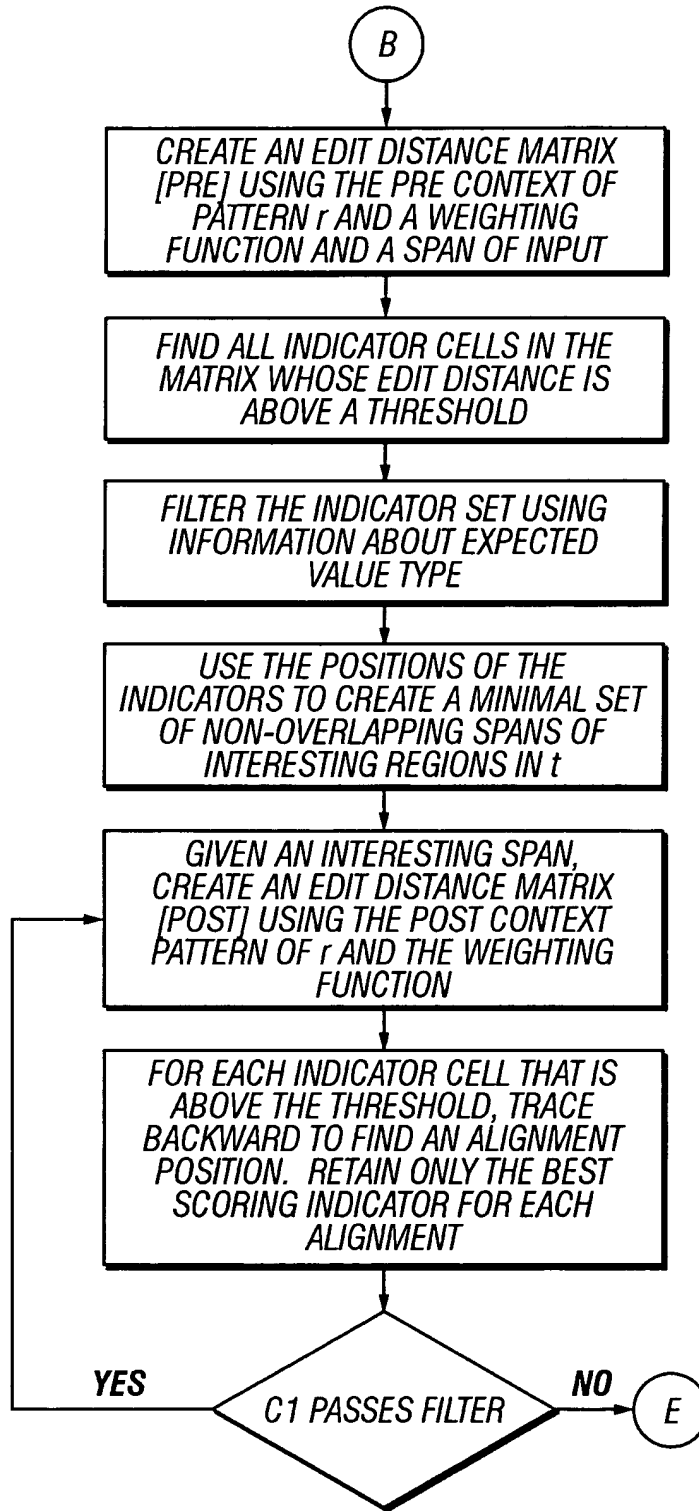 B
CREATE AN EDIT DISTANCE MATRIX
[PRE] USING THE PRE CONTEXT OF
PATTERN r AND A WEIGHTING
FUNCTION AND A SPAN OF INPUT
FIND ALL INDICATOR CELLS IN THE
MATRIX WHOSE EDIT DISTANCE IS
ABOVE A THRESHOLD
FILTER THE INDICATOR SET USING
INFORMATION ABOUT EXPECTED
VALUE TYPE
USE THE POSITIONS OF THE
INDICATORS TO CREATE A MINIMAL SET
OF NON-OVERLAPPING SPANS OF
INTERESTING REGIONS IN t
GIVEN AN INTERESTING SPAN,
CREATE AN EDIT DISTANCE MATRIX
[POST] USING THE POST CONTEXT
PATTERN OF r AND THE WEIGHTING
FUNCTION
FOR EACH INDICATOR CELL THAT IS
ABOVE THE THRESHOLD, TRACE
BACKWARD TO FIND AN ALIGNMENT
POSITION. RETAIN ONLY THE BEST
SCORING INDICATOR FOR EACH
ALIGNMENT
YES
C1 PASSES FILTER
NO
E